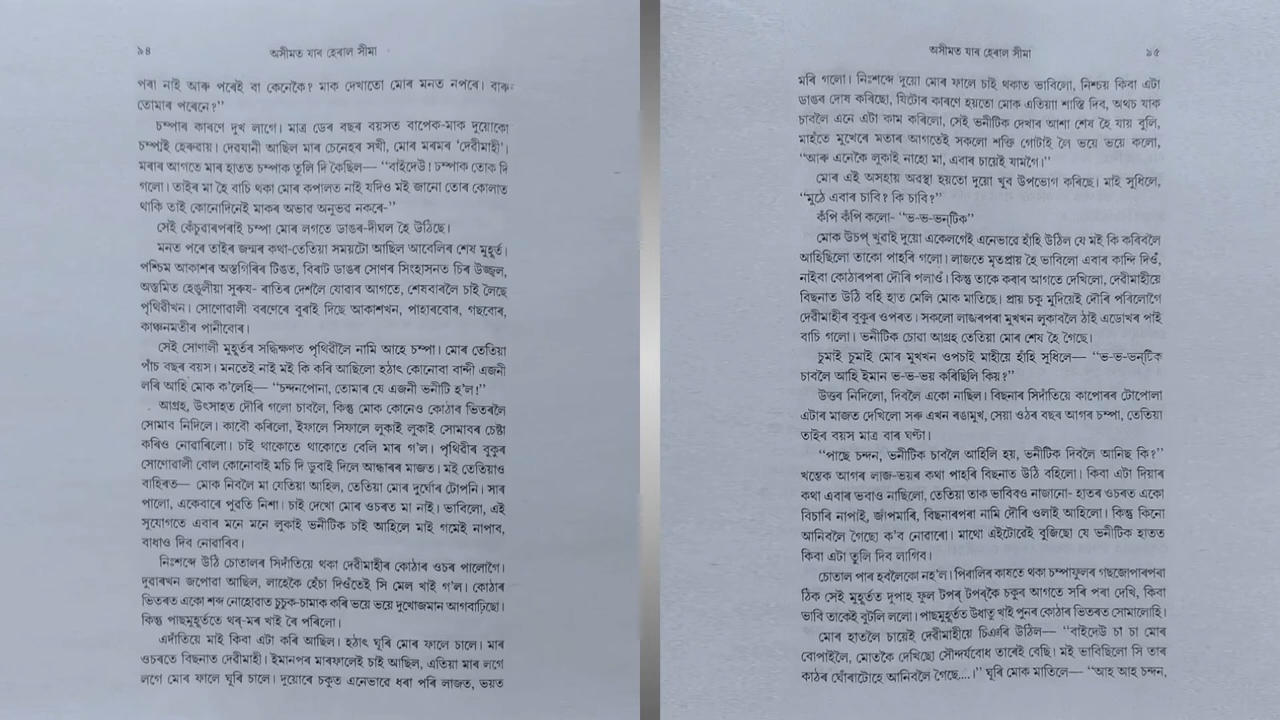 ৯৪ অসীমত যাৰ হেৰাল সীমা
পৰা নাই আৰু পৰেই বা কেনেকৈ? মাক দেখাতো মোৰ মনত নপৰে। বাৰু
তোমাৰ পৰেনে?”
চম্পাৰ কাৰণে দুখ লাগে। মাত্ৰ ডেৰ বছৰ বয়সত বাপেক-মাক দুয়োকো
চম্পাই হেৰুৱায়। দেৱযানী আছিল মাৰ চেনেহৰ সখী, মোৰ মৰমৰ ‘দেবীমাহী’।
মৰাৰ আগতে মাৰ হাতত চম্পাক তুলি দি কৈছিল— “বাইদেউ! চম্পাক তোক দি
গলো। তাইৰ মা হৈ বাচি থকা মোৰ কপালত নাই যদিও মই জানো তোৰ কোলাত
থাকি তাই কোনোদিনেই মাকৰ অভাৱ অনুভৱ নকৰে-”
সেই কেঁচুৱাৰপৰাই চম্পা মোৰ লগতে ডাঙৰ-দীঘল হৈ উঠিছে।
মনত পৰে তাইৰ জন্মৰ কথা-তেতিয়া সময়টো আছিল আবেলিৰ শেষ মুহূৰ্ত।
পশ্চিম আকাশৰ অস্তগিৰিৰ টিঙত, বিৰাট ডাঙৰ সোণৰ সিংহাসনত চিৰ উজ্জ্বল,
অস্তমিত হেঙুলীয়া সুৰুয- ৰাতিৰ দেশলৈ যোৱাৰ আগতে, শেষবাৰলৈ চাই লৈছে
পৃথিৱীখন। সোণোৱালী বৰণেৰে বুৰাই দিছে আকাশখন, পাহাৰবোৰ, গছবোৰ,
কাঞ্চনমতীৰ পানীবোৰ।
সেই সোণালী মুহূৰ্তৰ সন্ধিক্ষণত পৃথিৱীলৈ নামি আহে চম্পা। মোৰ তেতিয়া
পাঁচ বছৰ বয়স। মনতেই নাই মই কি কৰি আছিলো হঠাৎ কোনোবা বান্দী এজনী
লৰি আহি মোক ক’লেহি— “চন্দনপোনা, তোমাৰ যে এজনী ভনীটি হ’ল!”
আগ্ৰহ, উৎসাহত দৌৰি গলো চাবলৈ, কিন্তু মোক কোনেও কোঠাৰ ভিতৰলৈ
সোমাব নিদিলে। কাবৌ কৰিলো, ইফালে সিফালে লুকাই লুকাই সোমাবৰ চেষ্টা
কৰিও নোৱাৰিলো। চাই থাকোতে থাকোতে বেলি মাৰ গ’ল। পৃথিৱীৰ বুকুৰ
সোণোৱালী বোল কোনোবাই মচি দি ডুবাই দিলে আন্ধাৰৰ মাজত। মই তেতিয়াও
বাহিৰত— মোক নিবলৈ মা যেতিয়া আহিল, তেতিয়া মোৰ দুৰ্ঘোৰ টোপনি। সাৰ
পালো, একেবাৰে পুৱতি নিশা। চাই দেখো মোৰ ওচৰত মা নাই। ভাবিলো, এই
সুযোগতে এবাৰ মনে মনে লুকাই ভনীটিক চাই আহিলে মাই গমেই নাপাব,
বাধাও দিব নোৱাৰিব।
নিঃশব্দে উঠি চোতালৰ সিদাঁতিয়ে থকা দেবীমাহীৰ কোঠাৰ ওচৰ পালোগৈ।
দুৱাৰখন জপোৱা আছিল, লাহেকৈ হেঁচা দিওঁতেই সি মেল খাই গ’ল। কোঠাৰ
ভিতৰত একো শব্দ নোহোৱাত চুচুক-চামাক কৰি ভয়ে ভয়ে দুখোজমান আগবাঢ়িছো।
কিন্তু পাছমুহূৰ্ততে থৰ্-মৰ খাই ৰৈ পৰিলো।
এদাঁতিয়ে মাই কিবা এটা কৰি আছিল। হঠাৎ ঘূৰি মোৰ ফালে চালে। মাৰ
ওচৰতে বিছনাত দেবীমাহী। ইমানপৰ মাৰফালেই চাই আছিল, এতিয়া মাৰ লগে
লগে মোৰ ফালে ঘূৰি চালে। দুয়োৰে চকুত এনেভাৱে ধৰা পৰি লাজত, ভয়ত
অসীমত যাৰ হেৰাল সীমা ৯৫
মৰি গলো। নিঃশব্দে দুয়ো মোৰ ফালে চাই থকাত ভাবিলো, নিশ্চয় কিবা এটা
ডাঙৰ দোষ কৰিছো, যিটোৰ কাৰণে হয়তো মোক এতিয়া শাস্তি দিব, অথচ যাক
চাবলৈ এনে এটা কাম কৰিলো, সেই ভনীটিক দেখাৰ আশা শেষ হৈ যায় বুলি,
মাহঁতে মুখেৰে মতাৰ আগতেই সকলো শক্তি গোটাই লৈ ভয়ে ভয়ে কলো,
“আৰু এনেকৈ লুকাই নাহো মা, এবাৰ চায়েই যামগৈ।”
মোৰ এই অসহায় অৱস্থা হয়তো দুয়ো খুব উপভোগ কৰিছে। মাই সুধিলে,
“মুঠে এবাৰ চাবি? কি চাবি?”
কঁপি কঁপি কলো- “ভ-ভ-ভন্‌টিক”
মোক উচপ্ খুৱাই দুয়ো একেলগেই এনেভাৱে হাঁহি উঠিল যে মই কি কৰিবলৈ
আহিছিলো তাকো পাহৰি গলো। লাজতে মৃতপ্ৰায় হৈ ভাবিলো এবাৰ কান্দি দিওঁ,
নাইবা কোঠাৰপৰা দৌৰি পলাওঁ। কিন্তু তাকে কৰাৰ আগতে দেখিলো, দেবীমাহীয়ে
বিছনাত উঠি বহি হাত মেলি মোক মাতিছে। প্ৰায় চকু মুদিয়েই দৌৰি পৰিলোগৈ
দেবীমাহীৰ বুকুৰ ওপৰত। সকলো লাজৰপৰা মুখখন লুকাবলৈ ঠাই এডোখৰ পাই
বাচি গলো। ভনীটিক চোৱা আগ্ৰহ তেতিয়া মোৰ শেষ হৈ গৈছে।
চুমাই চুমাই মোৰ মুখখন ওপচাই মাহীয়ে হাঁহি সুধিলে— “ভ-ভ-ভন্‌টিক
চাবলৈ আহি ইমান ভ-ভ-ভয় কৰিছিলি কিয়?”
উত্তৰ নিদিলো, দিবলৈ একো নাছিল। বিছনাৰ সিদাঁতিয়ে কাপোৰৰ টোপোলা
এটাৰ মাজত দেখিলো সৰু এখন ৰঙামুখ, সেয়া ওঠৰ বছৰ আগৰ চম্পা, তেতিয়া
তাইৰ বয়স মাত্ৰ বাৰ ঘণ্টা।
“পাছে চন্দন, ভনীটিক চাবলৈ আহিলি হয়, ভনীটিক দিবলৈ আনিছ কি?”
খন্তেক আগৰ লাজ-ভয়ৰ কথা পাহৰি বিছনাত উঠি বহিলো। কিবা এটা দিয়াৰ
কথা এবাৰ ভবাও নাছিলো, তেতিয়া তাক ভাবিবও নাজানো- হাতৰ ওচৰত একো
বিচাৰি নাপাই, জাঁপমাৰি, বিছনাৰপৰা নামি দৌৰি ওলাই আহিলো। কিন্তু কিনো
আনিবলৈ গৈছো ক’ব নোৱাৰো। মাথো এইটোৱেই বুজিছো যে ভনীটিক হাতত
কিবা এটা তুলি দিব লাগিব।
চোতাল পাৰ হবলৈকো নহ’ল। পিৰালিৰ কাষতে থকা চম্পাফুলৰ গছজোপাৰপৰা
ঠিক সেই মুহূৰ্তত দুপাহ ফুল টপৰ্ টপৰ্‌কৈ চকুৰ আগতে সৰি পৰা দেখি, কিবা
ভাবি তাকেই বুটলি ললো। পাছমুহূৰ্তত উধাতু খাই পুনৰ কোঠাৰ ভিতৰত সোমালোহি।
মোৰ হাতলৈ চায়েই দেবীমাহীয়ে চিঞৰি উঠিল— “বাইদেউ চা চা মোৰ
বোপাইলৈ, মোতকৈ দেখিছো সৌন্দৰ্যবোধ তাৰেই বেছি। মই ভাবিছিলো সি তাৰ
কাঠৰ ঘোঁৰাটোহে আনিবলৈ গৈছে....।” ঘূৰি মোক মাতিলে— “আহ আহ চন্দন,